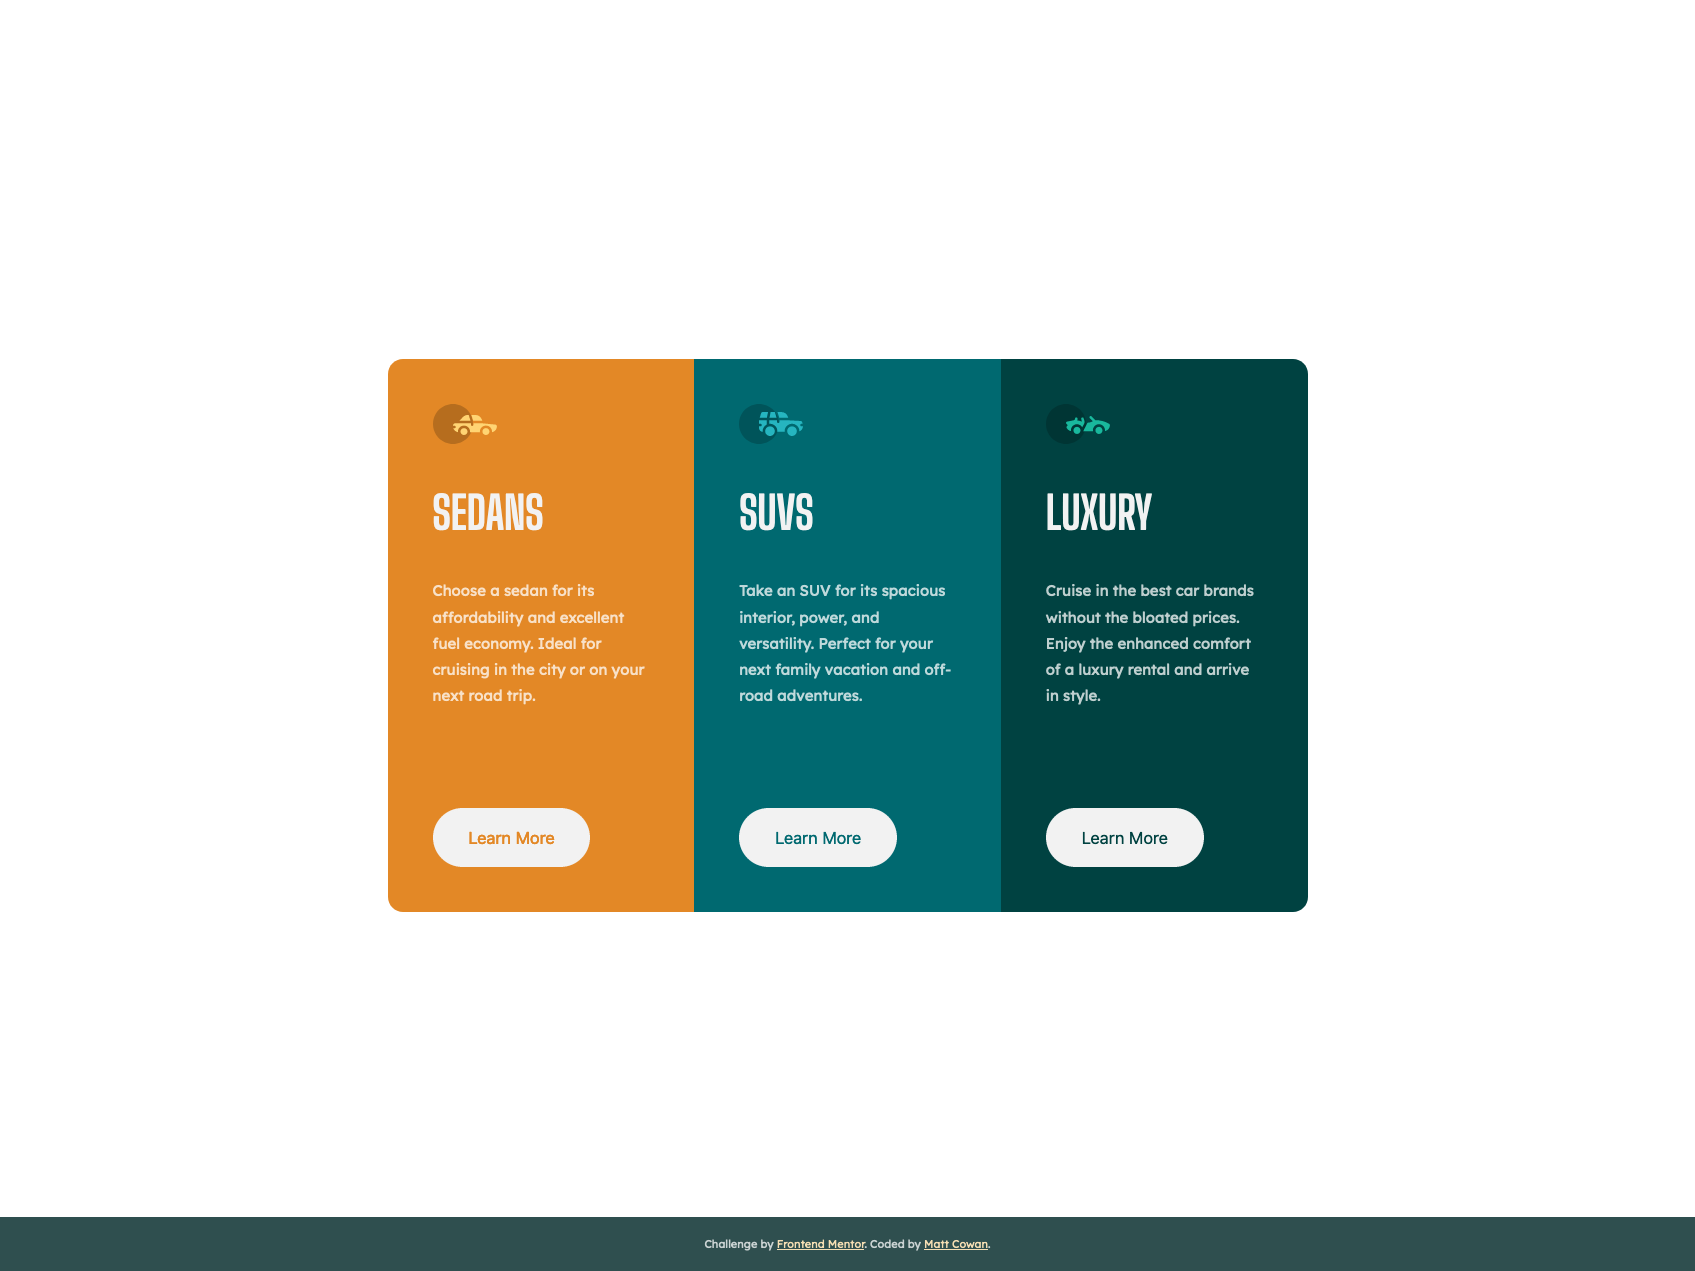 SEDANS
Choose a sedan for its
affordability and excellent
fuel economy. Ideal for
cruising in the city or on your
next road trip.
Learn More
SUVS
Take an SUV for its spacious
interior, power, and
versatility. Perfect for your
next family vacation and off-
road adventures.
Learn More
LUXURY
Cruise in the best car brands
without the bloated prices.
Enjoy the enhanced comfort
of a luxury rental and arrive
in style.
Learn More
Challenge by Frontend Mentor. Coded by Matt Cowan.